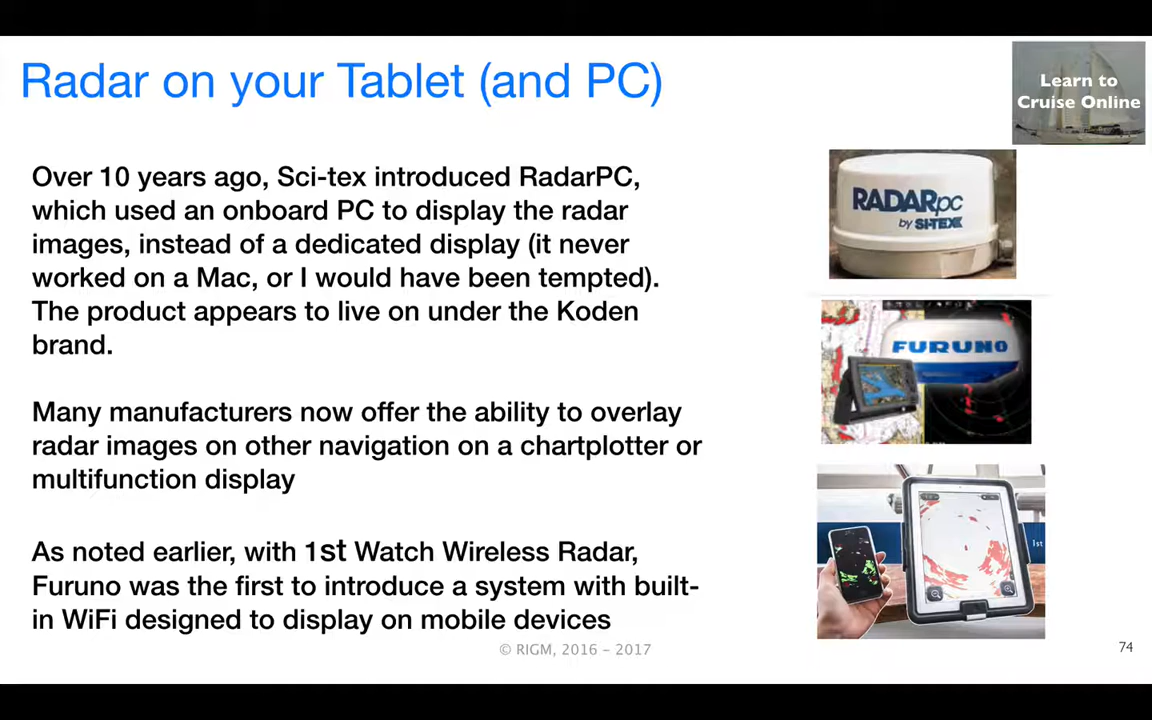 Radar on your Tablet (and PC)
Learn to
Cruise Online
Over 10 years ago, Sci-tex introduced RadarPC,
which used an onboard PC to display the radar
images, instead of a dedicated display (it never
worked on a Mac, or I would have been tempted).
The product appears to live on under the Koden
brand.
RADARpc
by SI-TEX
FURUNO
Many manufacturers now offer the ability to overlay
radar images on other navigation on a chartplotter or
multifunction display
As noted earlier, with 1st Watch Wireless Radar,
Furuno was the first to introduce a system with built-
in WiFi designed to display on mobile devices
1st
© RIGM, 2016 – 2017
74